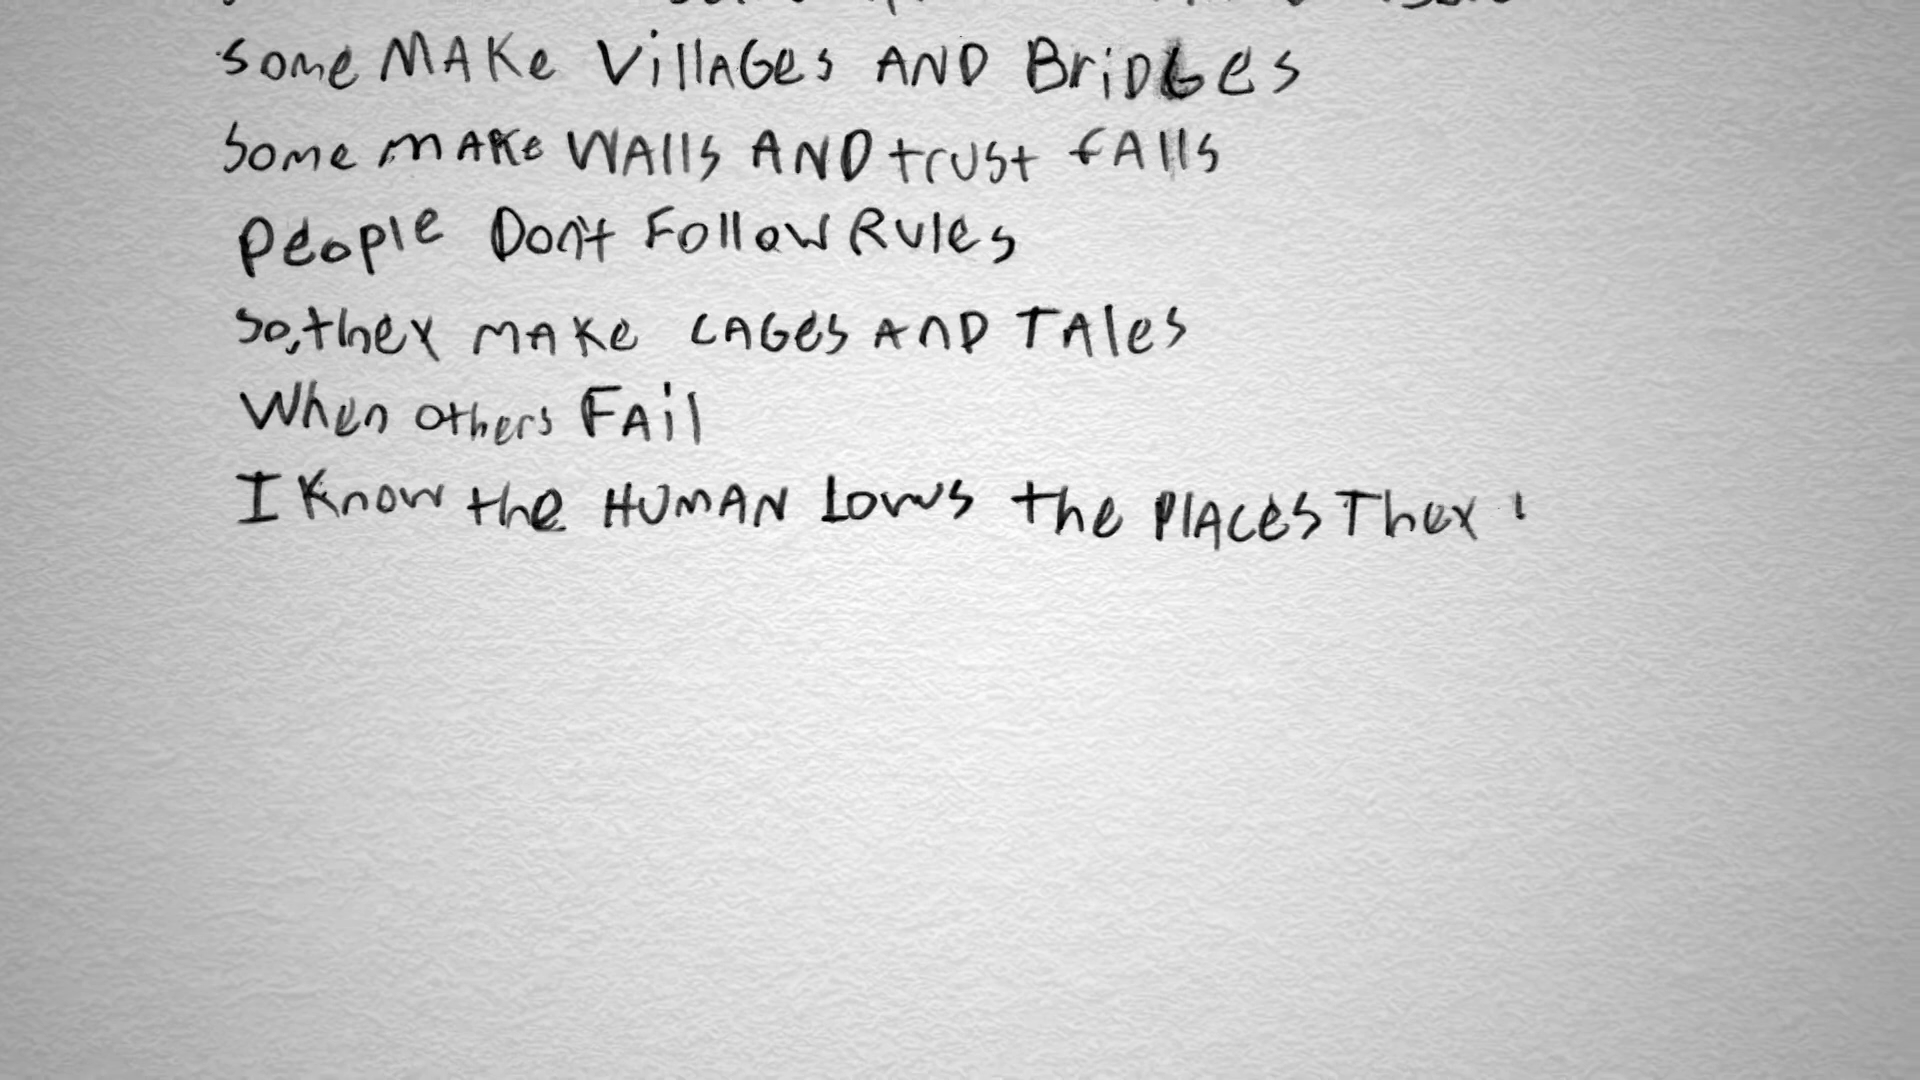 Some MAKe VillAGes AND BriDGes
Some mAKe WAlls AND trust fAlls
People Don't Follow Rules
So, they mAKe CAGes AnD TAles
When others FAil
I Know the HUMAN the PlAces They